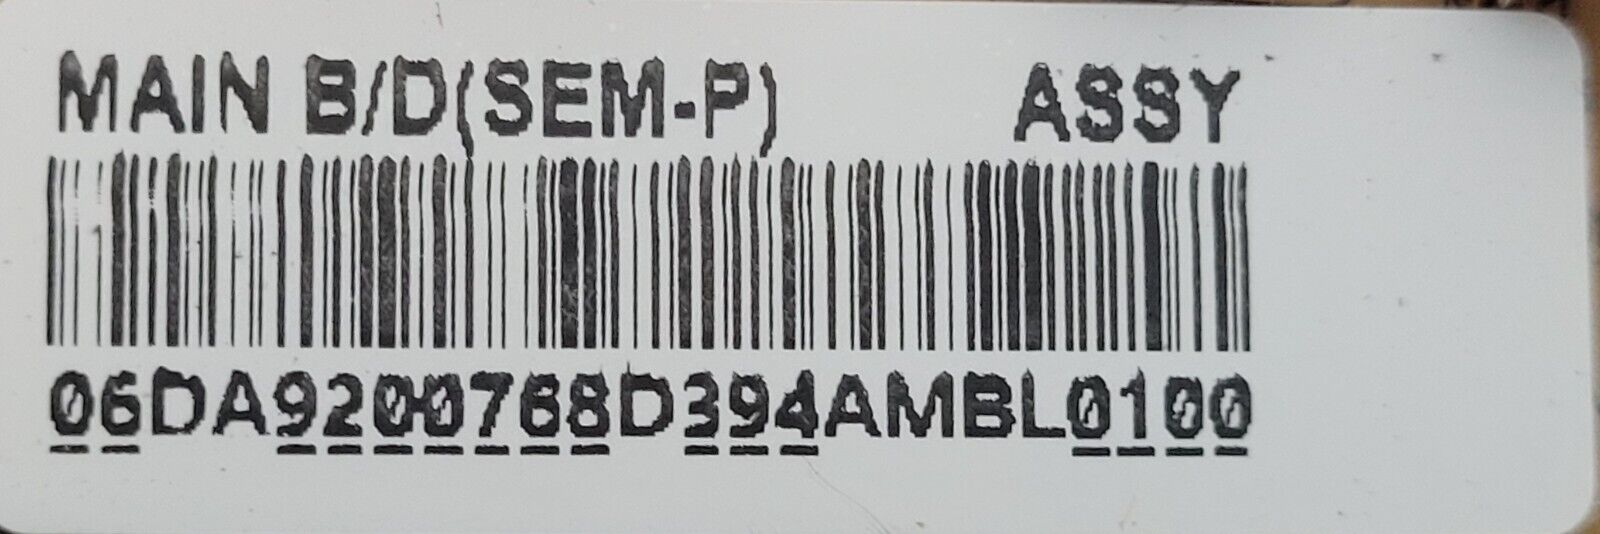 MAIN B/D(SEM-P) ASSY
06DA9200768D394AMBL0100